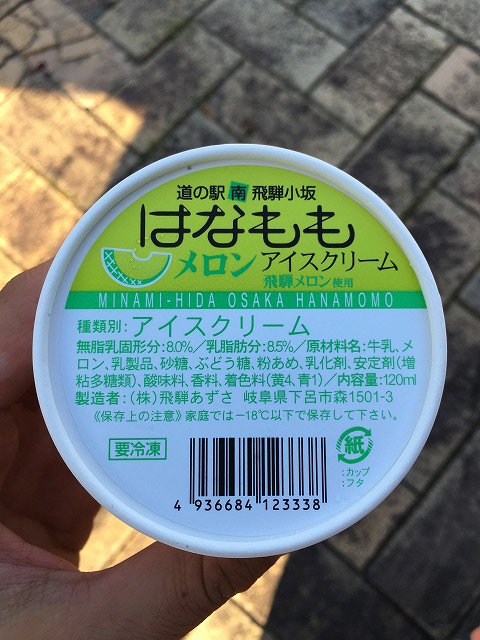 道の駅 南 飛騨小坂
はなもも
メロン アイスクリーム
飛騨メロン使用
MINAMI-HIDA OSAKA HANAMOMO
種類別: アイスクリーム
無脂乳固形分:8.0%/乳脂肪分:8.5%/原材料名:牛乳、メ
ロン、乳製品、砂糖、ぶどう糖、粉あめ、乳化剤、安定剤(増
粘多糖類)、酸味料、香料、着色料(黄4、青1)/内容量:120ml
製造者:(株)飛騨あずさ 岐阜県下呂市森1501-3
《保存上の注意》家庭では－18℃以下で保存して下さい。
要冷凍
紙
:カップ
:フタ
4 936684 123338